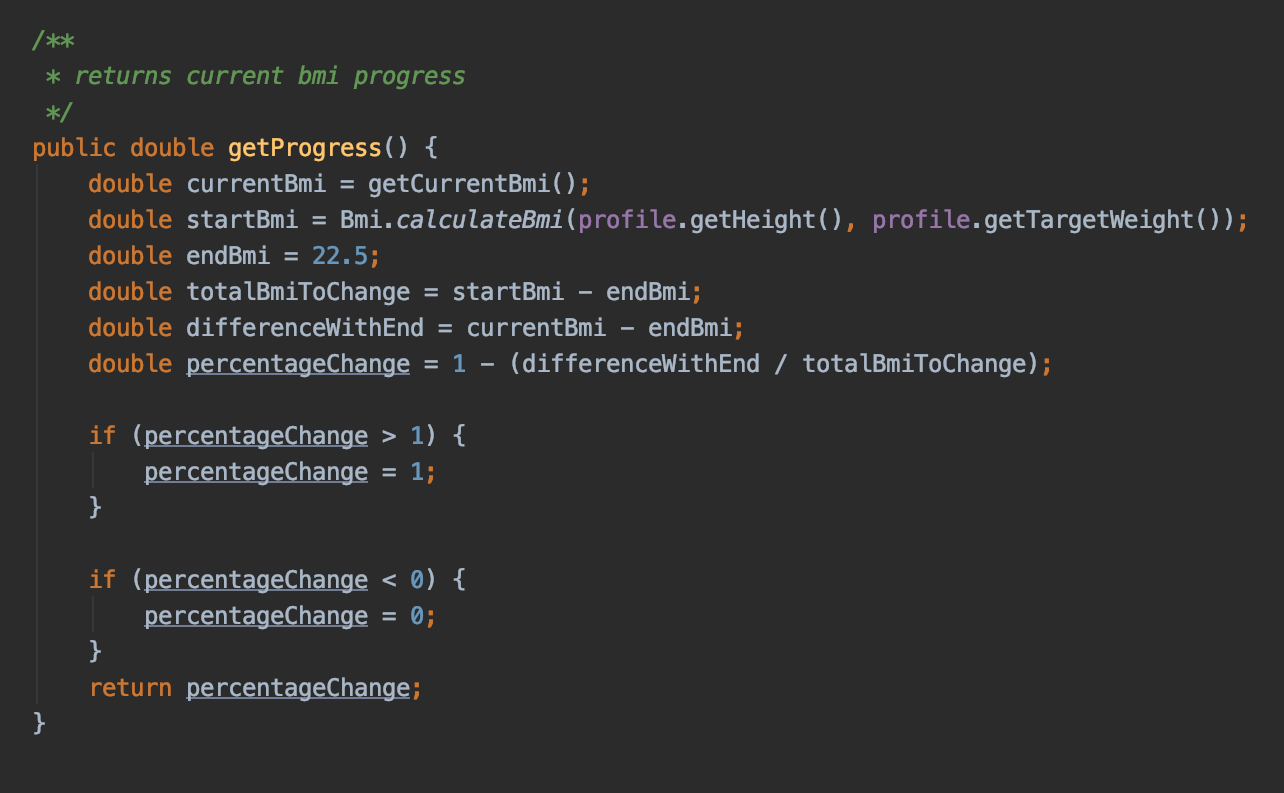 /**
 * returns current bmi progress
 */
public double getProgress() {
    double currentBmi = getCurrentBmi();
    double startBmi = Bmi.calculateBmi(profile.getHeight(), profile.getTargetWeight());
    double endBmi = 22.5;
    double totalBmiToChange = startBmi - endBmi;
    double differenceWithEnd = currentBmi - endBmi;
    double percentageChange = 1 - (differenceWithEnd / totalBmiToChange);

    if (percentageChange > 1) {
        percentageChange = 1;
    }

    if (percentageChange < 0) {
        percentageChange = 0;
    }
    return percentageChange;
}